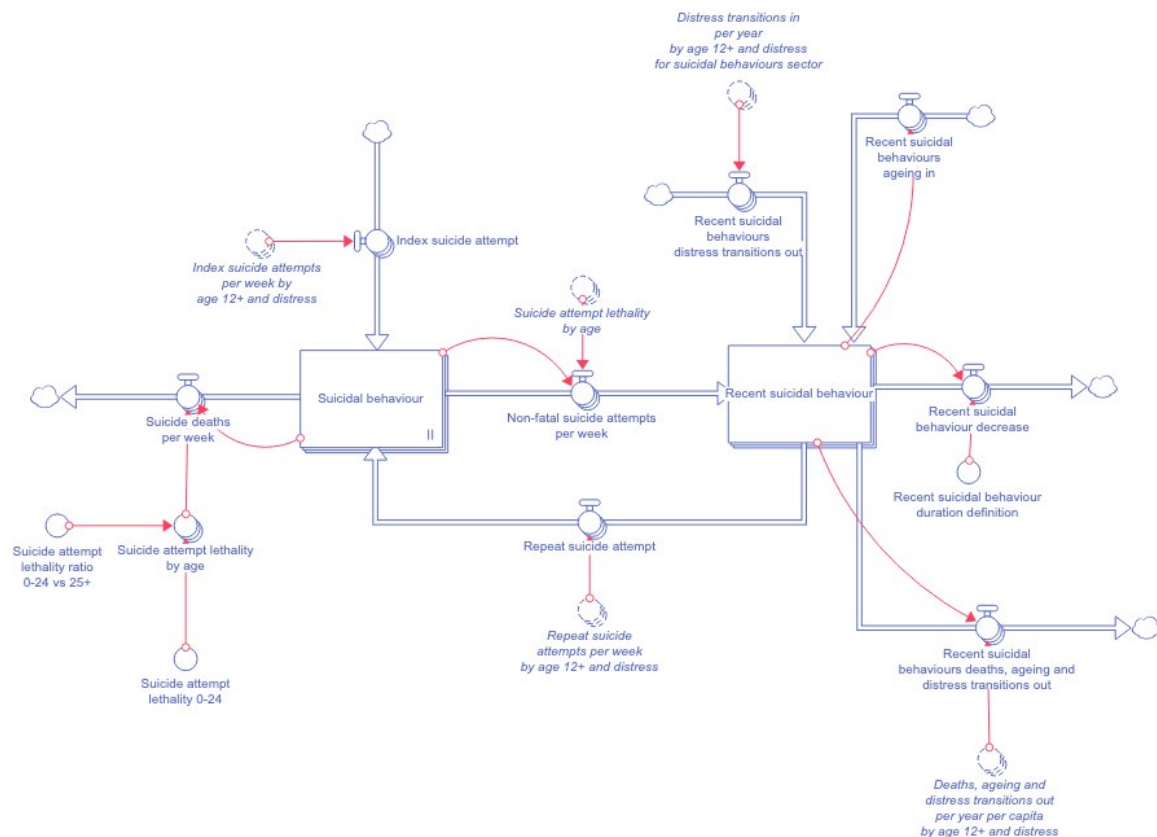 Distress transitions in
per year
by age 12+ and distress
for suicidal behaviours sector
Recent suicidal
behaviours
ageing in
Recent suicidal
behaviours
distress transitions out
Index suicide attempt
Index suicide attempts
per week by
age 12+ and distress
Suicide attempt lethality
by age
Suicidal behaviour
Recent suicidal behaviour
Suicide deaths
per week
Non-fatal suicide attempts
per week
Recent suicidal
behaviour decrease
Recent suicidal behaviour
duration definition
Suicide attempt
lethality ratio
0-24 vs 25+
Suicide attempt lethality
by age
Repeat suicide attempt
Repeat suicide
attempts per week
by age 12+ and distress
Suicide attempt
lethality 0-24
Recent suicidal
behaviours deaths, ageing and
distress transitions out
Deaths, ageing and
distress transitions out
per year per capita
by age 12+ and distress